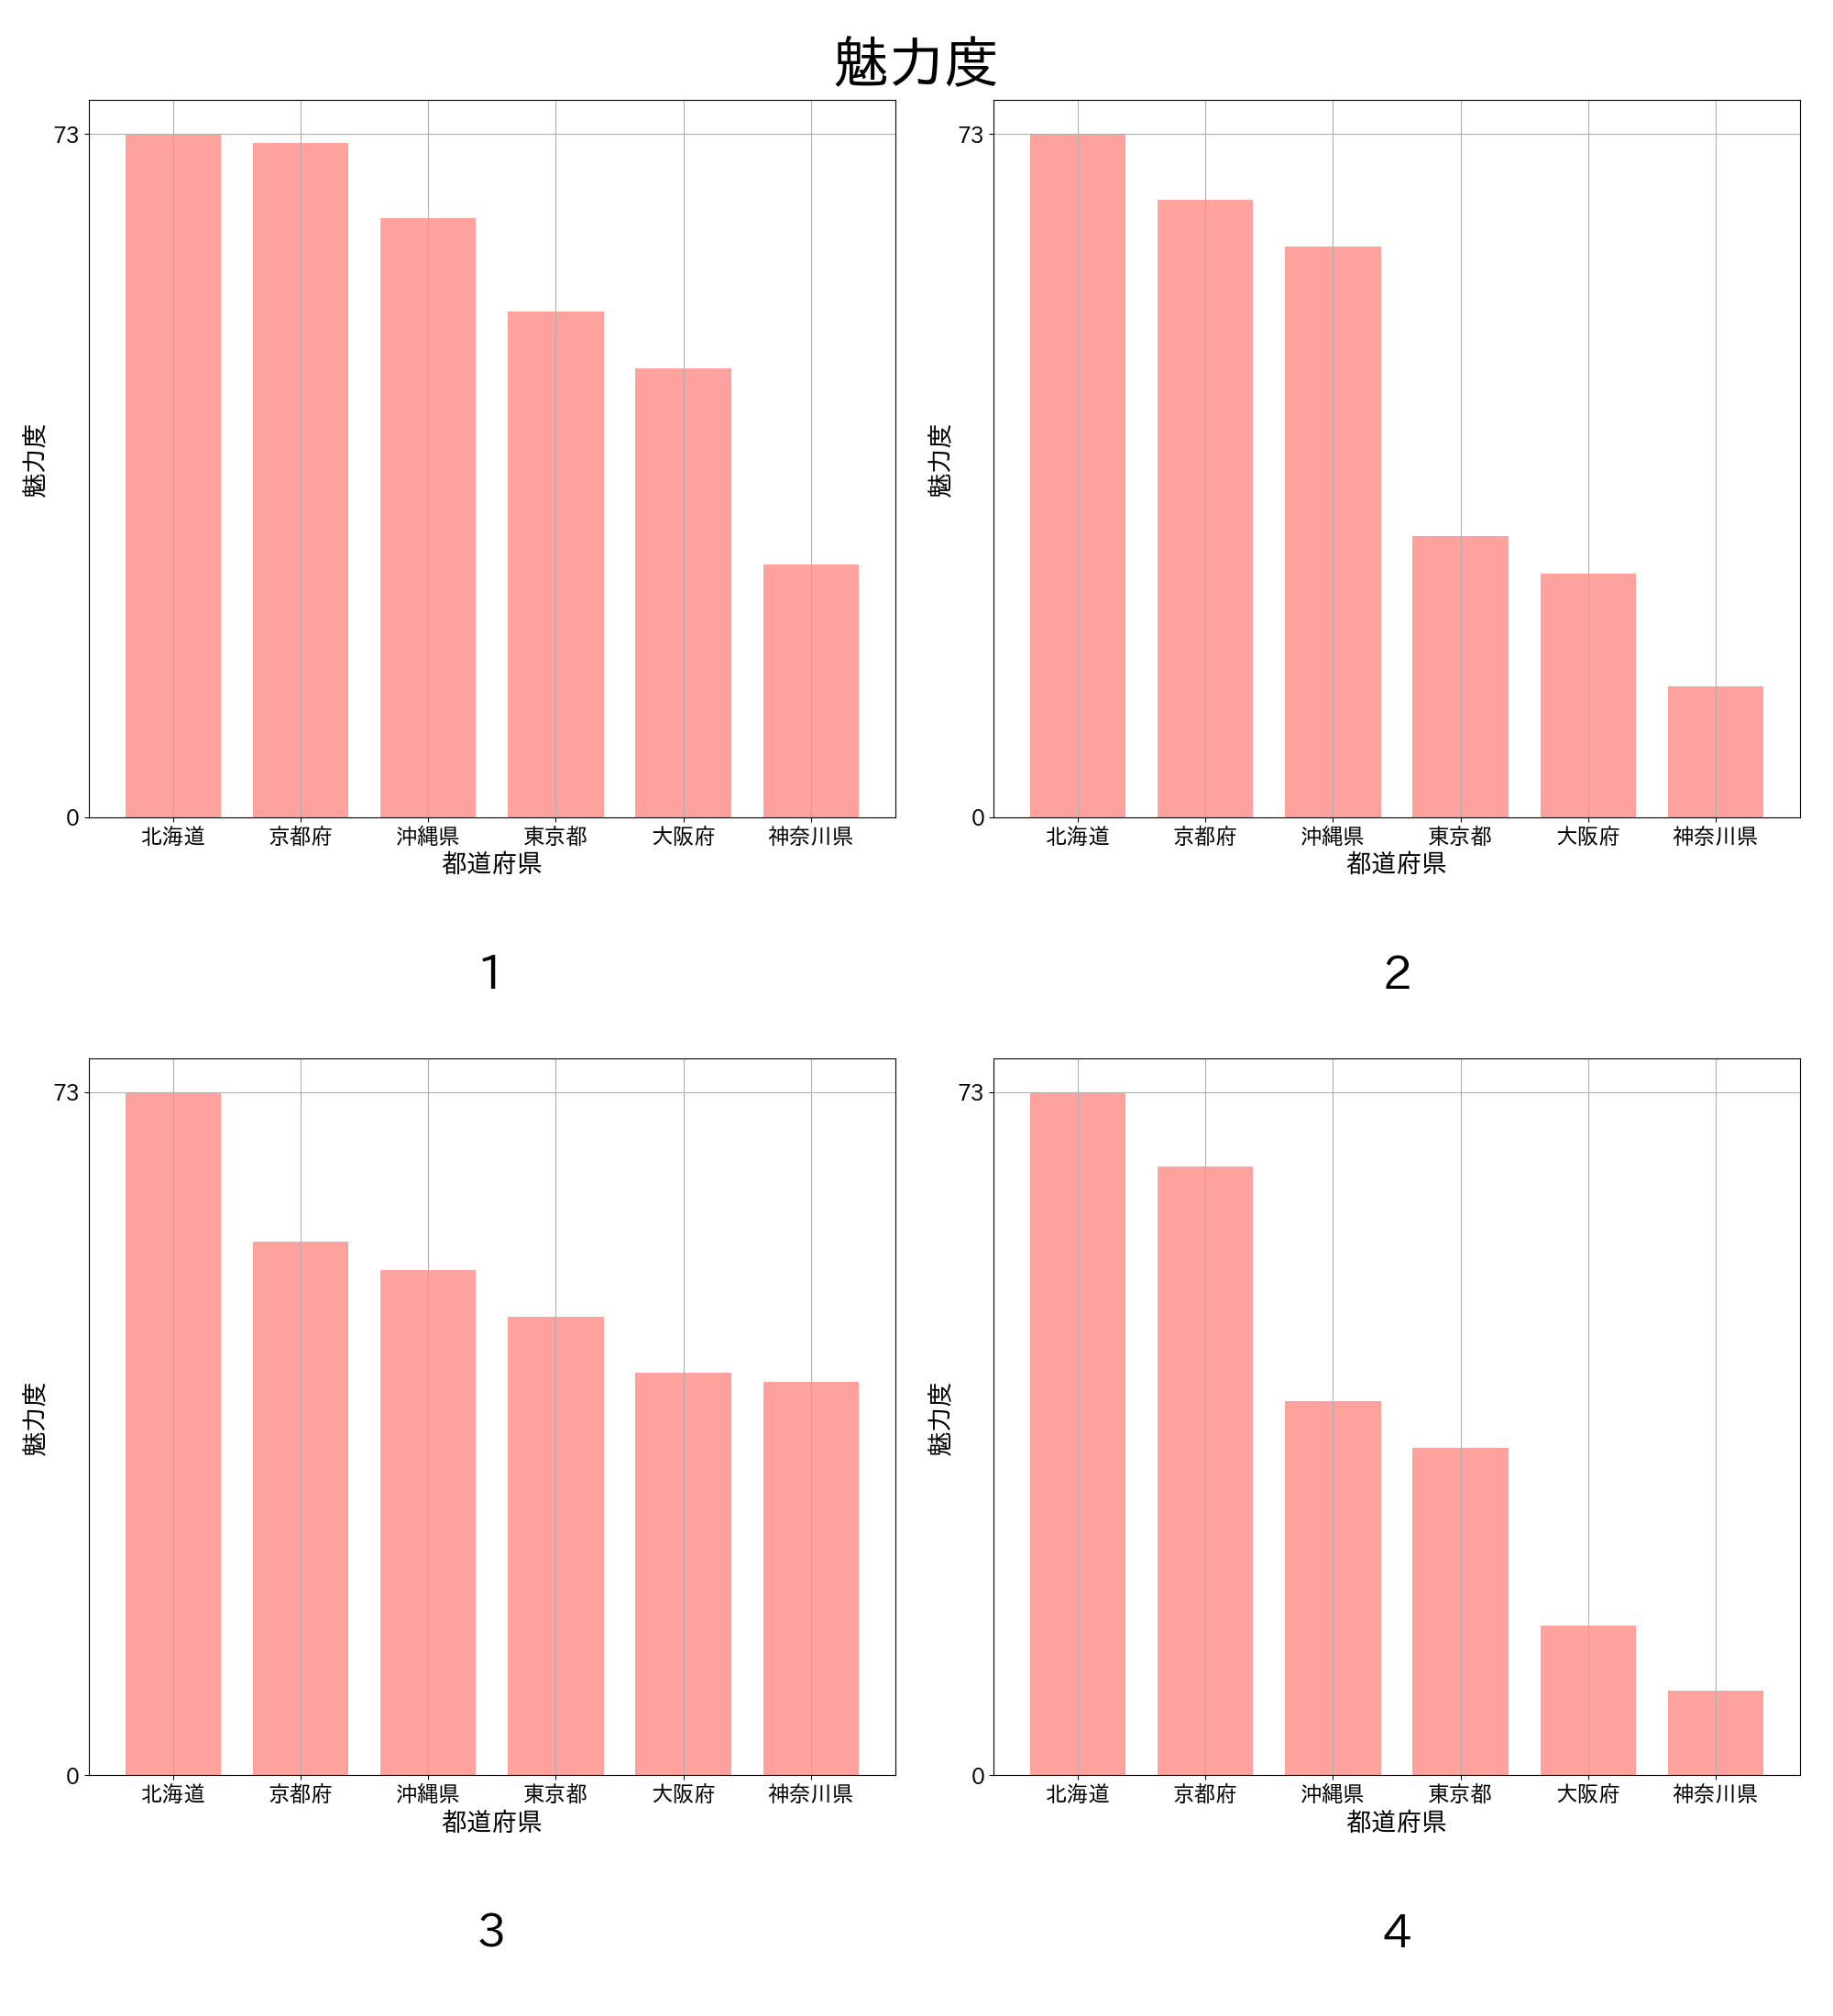 魅力度
73
0
魅力度
北海道 京都府 沖縄県 東京都 大阪府 神奈川県
都道府県
1
73
0
魅力度
北海道 京都府 沖縄県 東京都 大阪府 神奈川県
都道府県
2
73
0
魅力度
北海道 京都府 沖縄県 東京都 大阪府 神奈川県
都道府県
3
73
0
魅力度
北海道 京都府 沖縄県 東京都 大阪府 神奈川県
都道府県
4